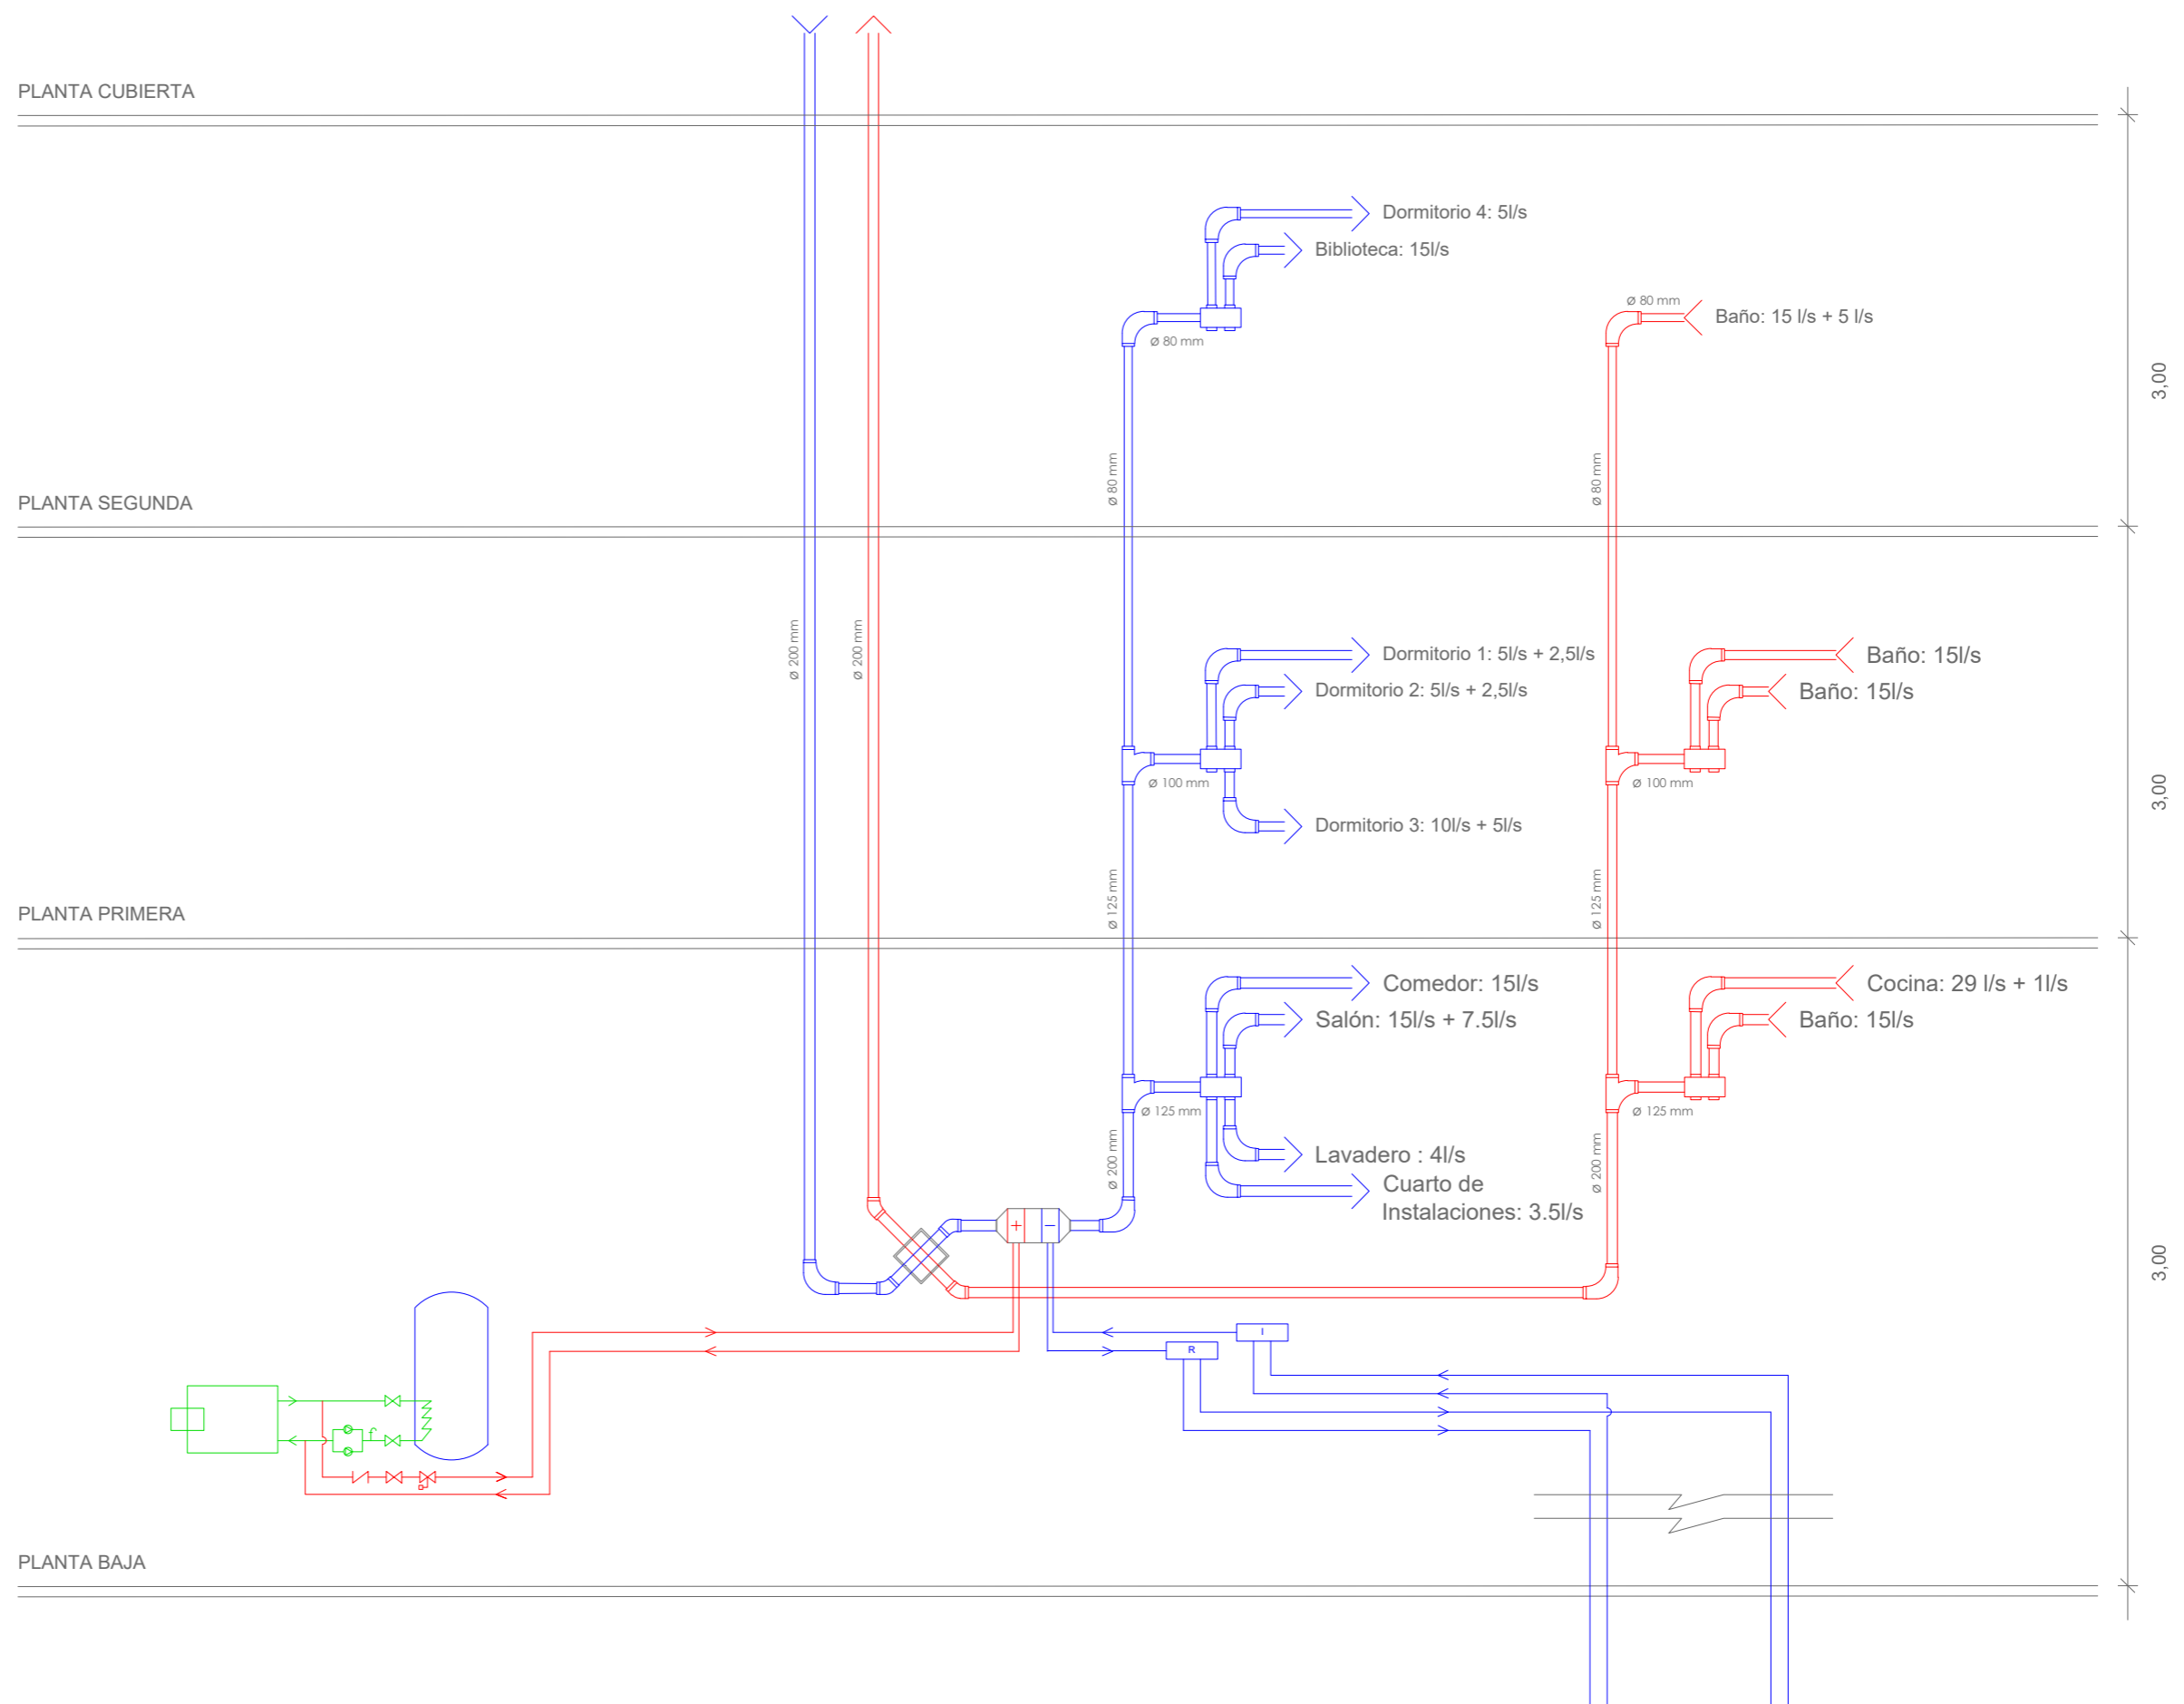 PLANTA CUBIERTA
Dormitorio 4: 5l/s
Biblioteca: 15l/s
Ø 80 mm
Baño: 15 l/s + 5 l/s
Ø 80 mm
3,00
Ø 80 mm
Ø 80 mm
PLANTA SEGUNDA
Ø 200 mm
Ø 200 mm
Dormitorio 1: 5l/s + 2,5l/s
Baño: 15l/s
Dormitorio 2: 5l/s + 2,5l/s
Baño: 15l/s
Ø 100 mm
Ø 100 mm
3,00
Dormitorio 3: 10l/s + 5l/s
Ø 125 mm
Ø 125 mm
PLANTA PRIMERA
Comedor: 15l/s
Cocina: 29 l/s + 1l/s
Salón: 15l/s + 7.5l/s
Baño: 15l/s
Ø 125 mm
Ø 125 mm
Ø 200 mm
Ø 200 mm
Lavadero : 4l/s
Cuarto de
Instalaciones: 3.5l/s
+ −
3,00
I
R
f
PLANTA BAJA